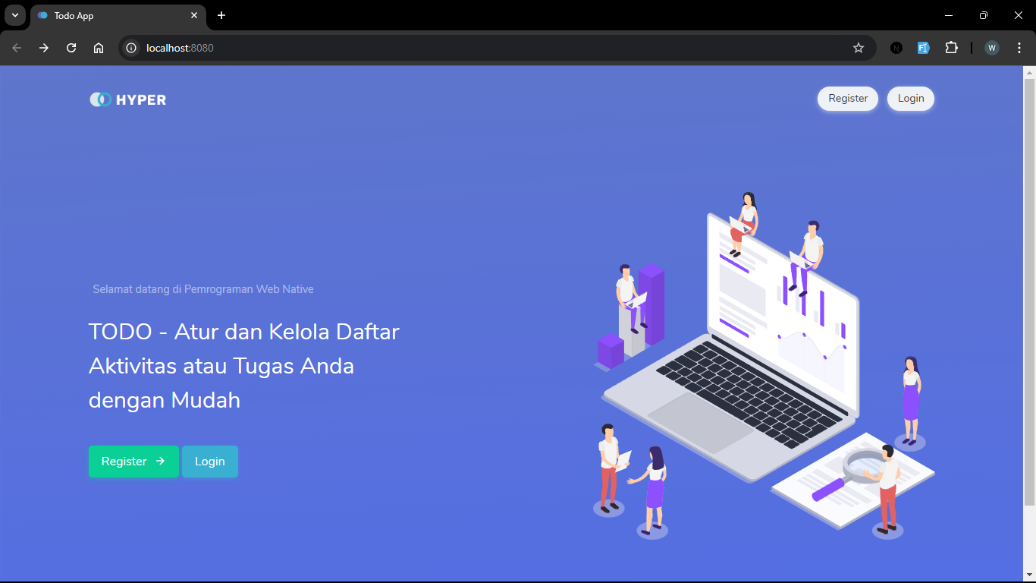 Todo App
localhost:8080
W
HYPER
Register
Login
Selamat datang di Pemrograman Web Native
TODO - Atur dan Kelola Daftar
Aktivitas atau Tugas Anda
dengan Mudah
Register →
Login